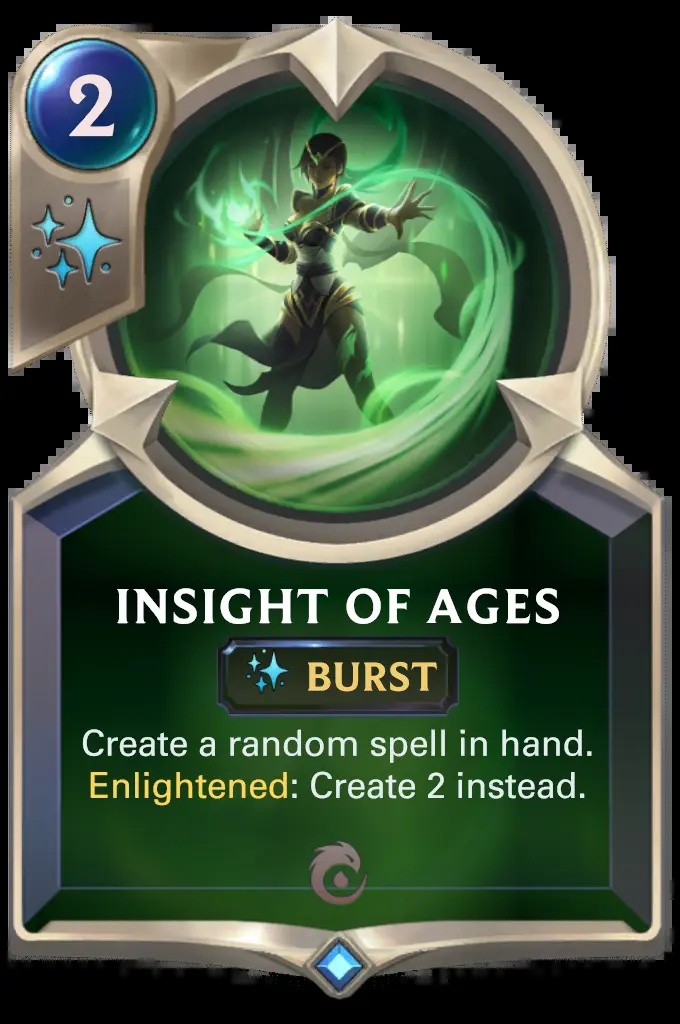 2
INSIGHT OF AGES
BURST
Create a random spell in hand.
Enlightened: Create 2 instead.